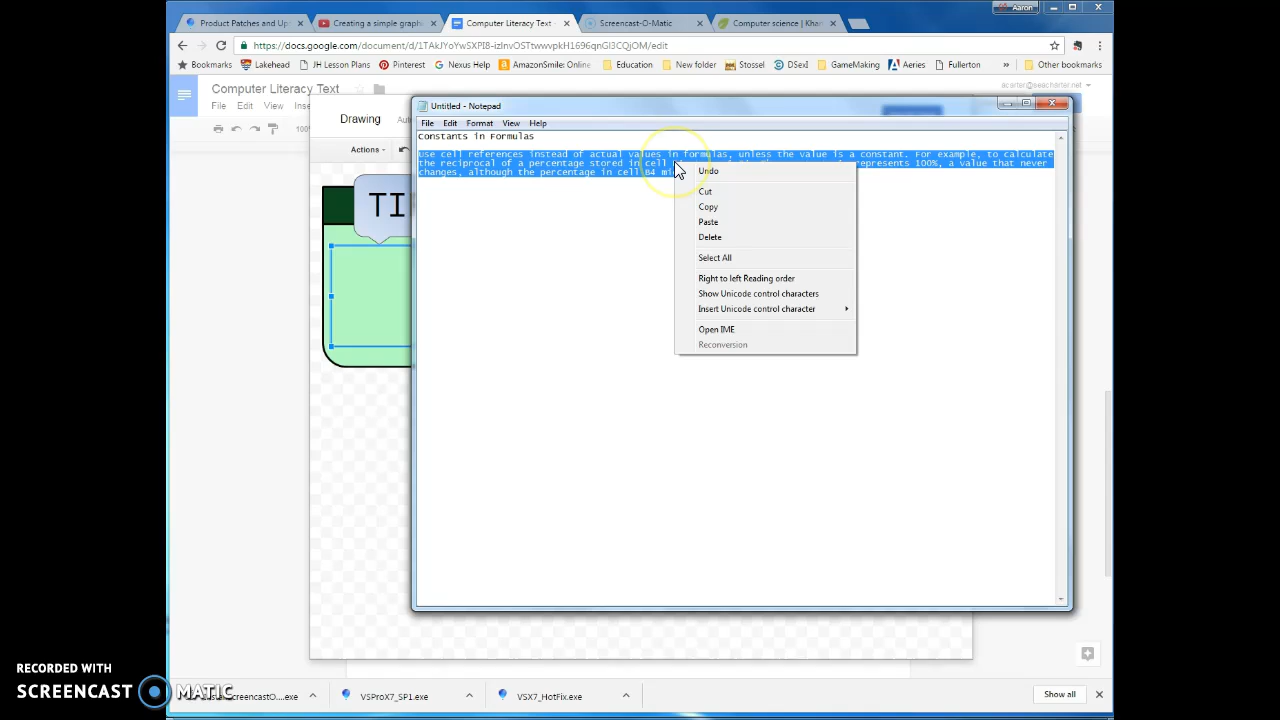 Aaron
Product Patches and Up
Creating a simple graph
Computer Literacy Text -
Screencast-O-Matic
Computer science | Khan
https://docs.google.com/document/d/1TAkJYoYwSXPI8-izInvOSTtwwvpkH1696qnGl3CQjOM/edit
Bookmarks
Lakehead
JH Lesson Plans
Pinterest
Nexus Help
AmazonSmile: Online
Education
New folder
Stossel
DSexI
GameMaking
Aeries
Fullerton
»
Other bookmarks
Computer Literacy Text
acarter@seacharter.net
File Edit View Inse
100%
Drawing
Actions
TI
Untitled - Notepad
File Edit Format View Help
Constants in Formulas
Use cell references instead of actual values in formulas, unless the value is a constant. For example, to calculate
the reciprocal of a percentage stored in cell represents 100%, a value that never
changes, although the percentage in cell B4 mi
Undo
Cut
Copy
Paste
Delete
Select All
Right to left Reading order
Show Unicode control characters
Insert Unicode control character
Open IME
Reconversion
RECORDED WITH
SCREENCAST MATIC
.exe
VSProX7_SP1.exe
VSX7_HotFix.exe
Show all